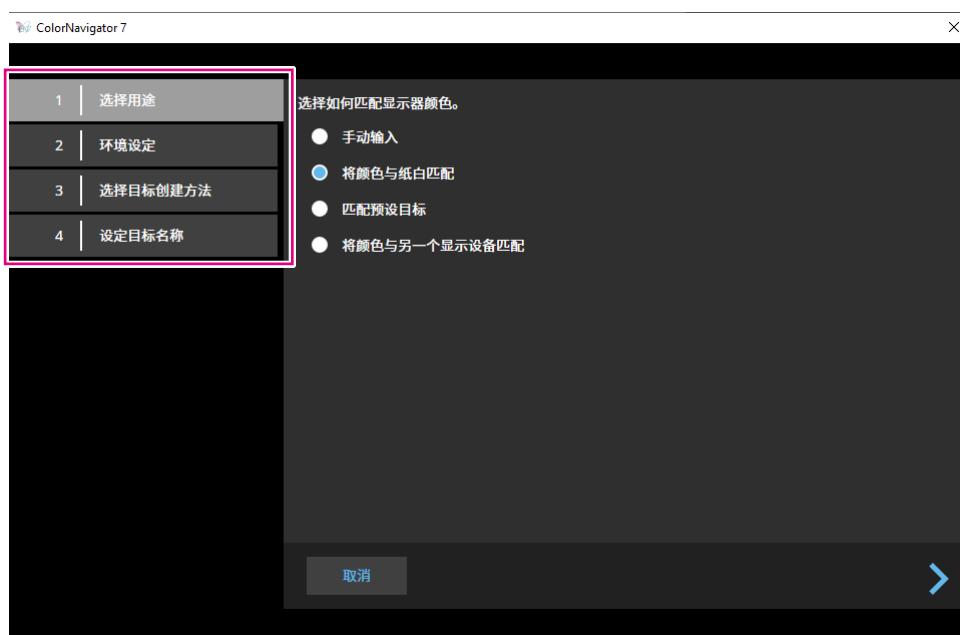 ColorNavigator 7
1 选择用途
2 环境设定
3 选择目标创建方法
4 设定目标名称
选择如何匹配显示器颜色。
手动输入
将颜色与纸白匹配
匹配预设目标
将颜色与另一个显示设备匹配
取消